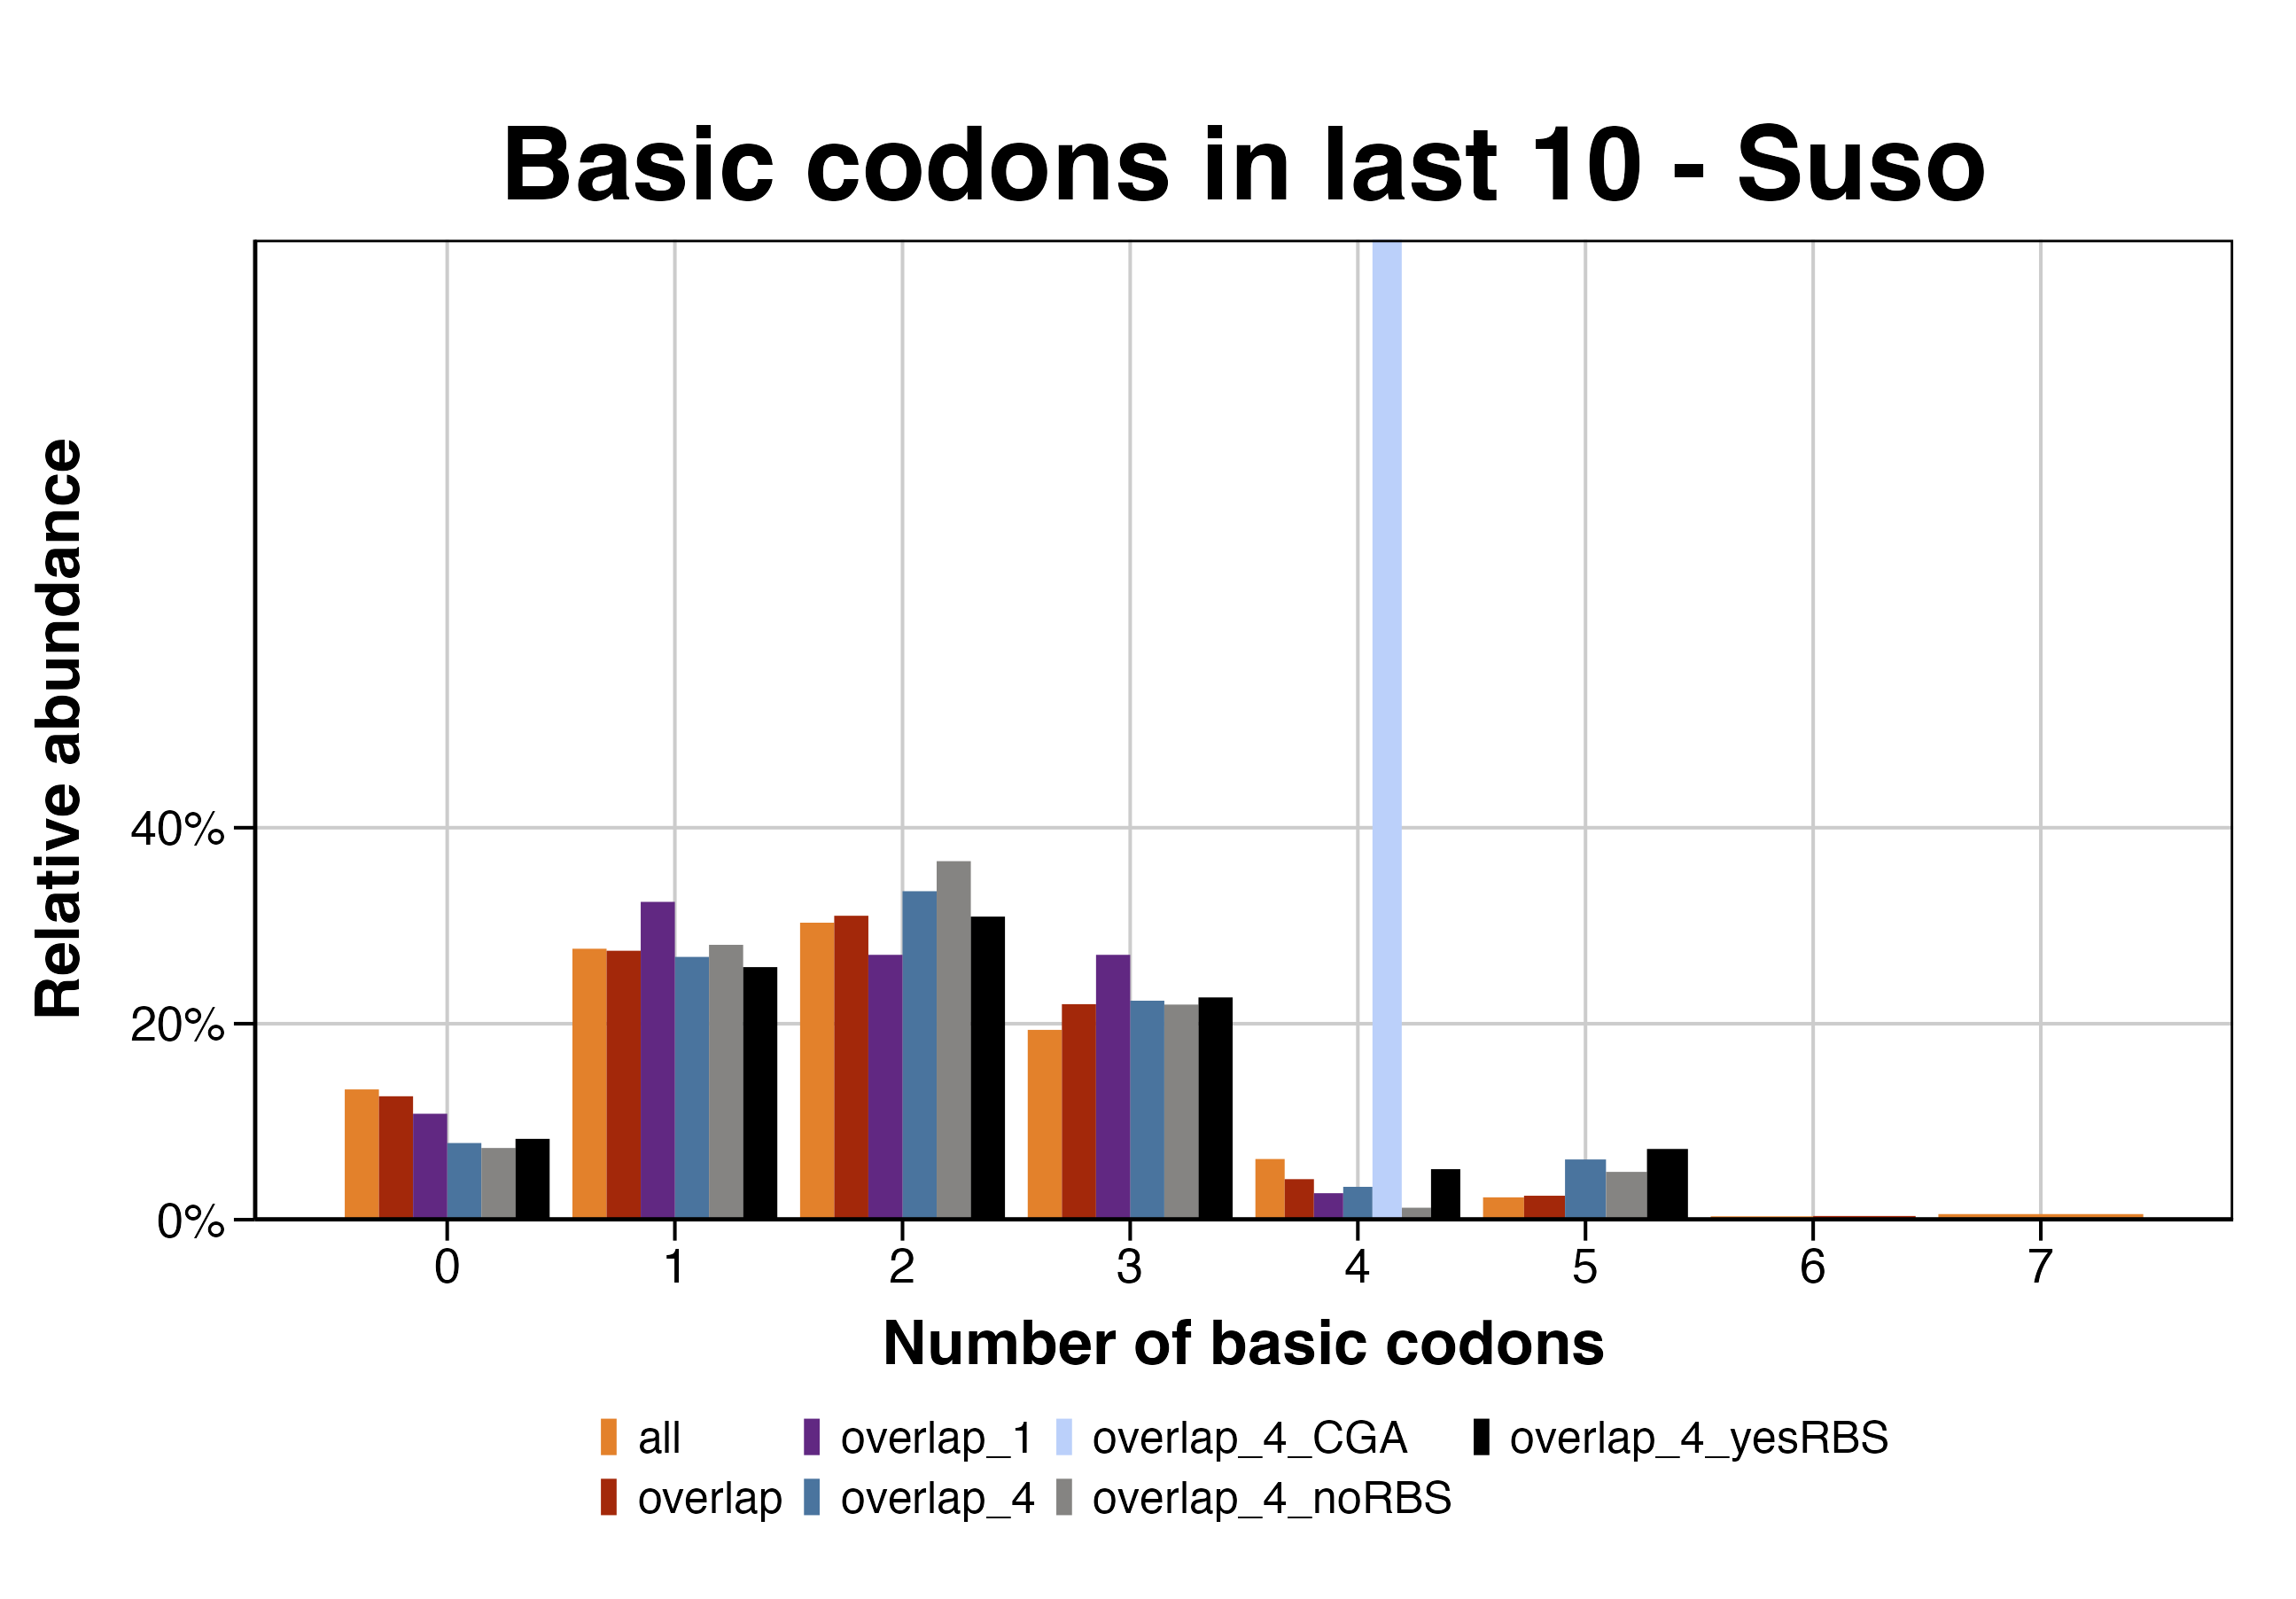 Basic codons in last 10 - Suso
Relative abundance
40%
20%
0%
0 1 2 3 4 5 6 7
Number of basic codons
all overlap_1 overlap_4_CGA overlap_4_yesRBS
overlap overlap_4 overlap_4_noRBS